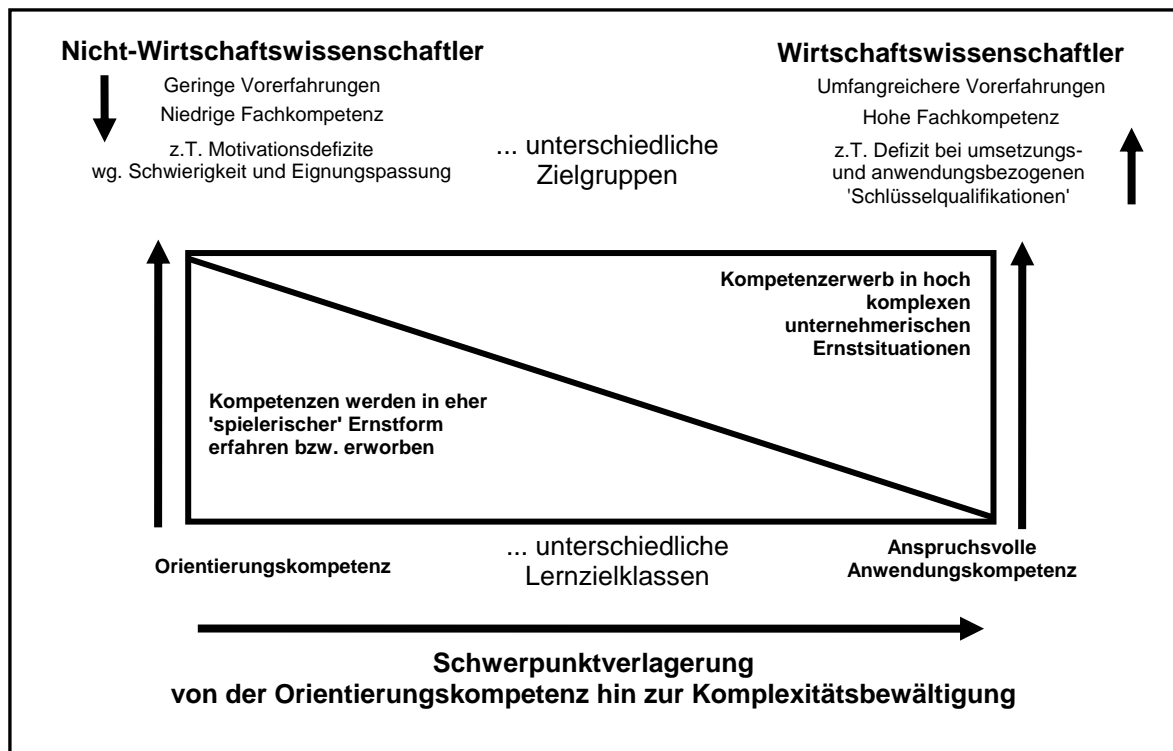 Nicht-Wirtschaftswissenschaftler
Geringe Vorerfahrungen
Niedrige Fachkompetenz
z.T. Motivationsdefizite
wg. Schwierigkeit und Eignungspassung
... unterschiedliche
Zielgruppen
Wirtschaftswissenschaftler
Umfangreichere Vorerfahrungen
Hohe Fachkompetenz
z.T. Defizit bei umsetzungs-
und anwendungsbezogenen
'Schlüsselqualifikationen'
Kompetenzerwerb in hoch
komplexen
unternehmerischen
Ernstsituationen
Kompetenzen werden in eher
'spielerischer' Ernstform
erfahren bzw. erworben
Orientierungskompetenz
... unterschiedliche
Lernzielklassen
Anspruchsvolle
Anwendungskompetenz
Schwerpunktverlagerung
von der Orientierungskompetenz hin zur Komplexitätsbewältigung